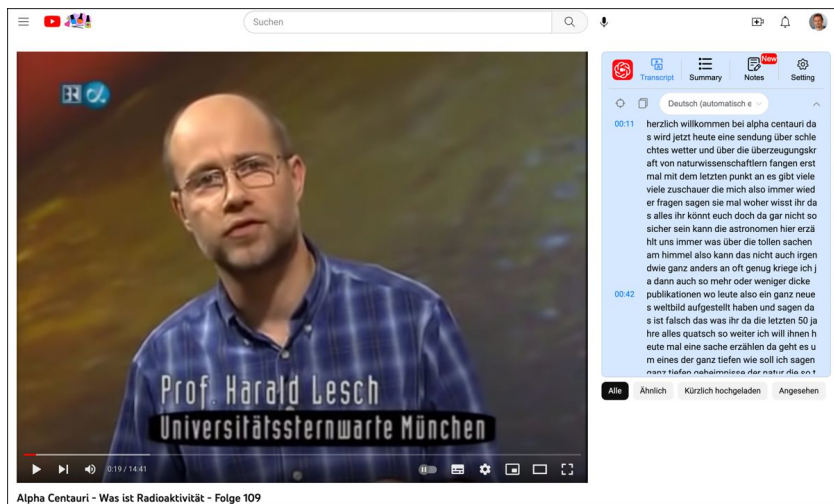 Suchen
BR α
Prof. Harald Lesch
Universitätssternwarte München
0:19 / 14:41
Alpha Centauri - Was ist Radioaktivität - Folge 109
Transcript
Summary
New
Notes
Setting
Deutsch (automatisch e
00:11
herzlich willkommen bei alpha centauri da
s wird jetzt heute eine sendung über schle
chtes wetter und über die überzeugungskr
aft von naturwissenschaftlern fangen erst
mal mit dem letzten punkt an es gibt viele
viele zuschauer die mich also immer wied
er fragen sagen sie mal woher wisst ihr da
s alles ihr könnt euch doch da gar nicht so
sicher sein kann die astronomen hier erzä
hlt uns immer was über die tollen sachen
am himmel also kann das nicht auch irgen
dwie ganz anders an oft genug kriege ich j
a dann auch so mehr oder weniger dicke
00:42
publikationen wo leute also ein ganz neue
s weltbild aufgestellt haben und sagen da
s ist falsch das was ihr da die letzten 50 ja
hre alles quatsch so weiter ich will ihnen h
eute mal eine sache erzählen da geht es u
m eines der ganz tiefen wie soll ich sagen
ganz tiefen geheimnisse der natur die so t
Alle
Ähnlich
Kürzlich hochgeladen
Angesehen